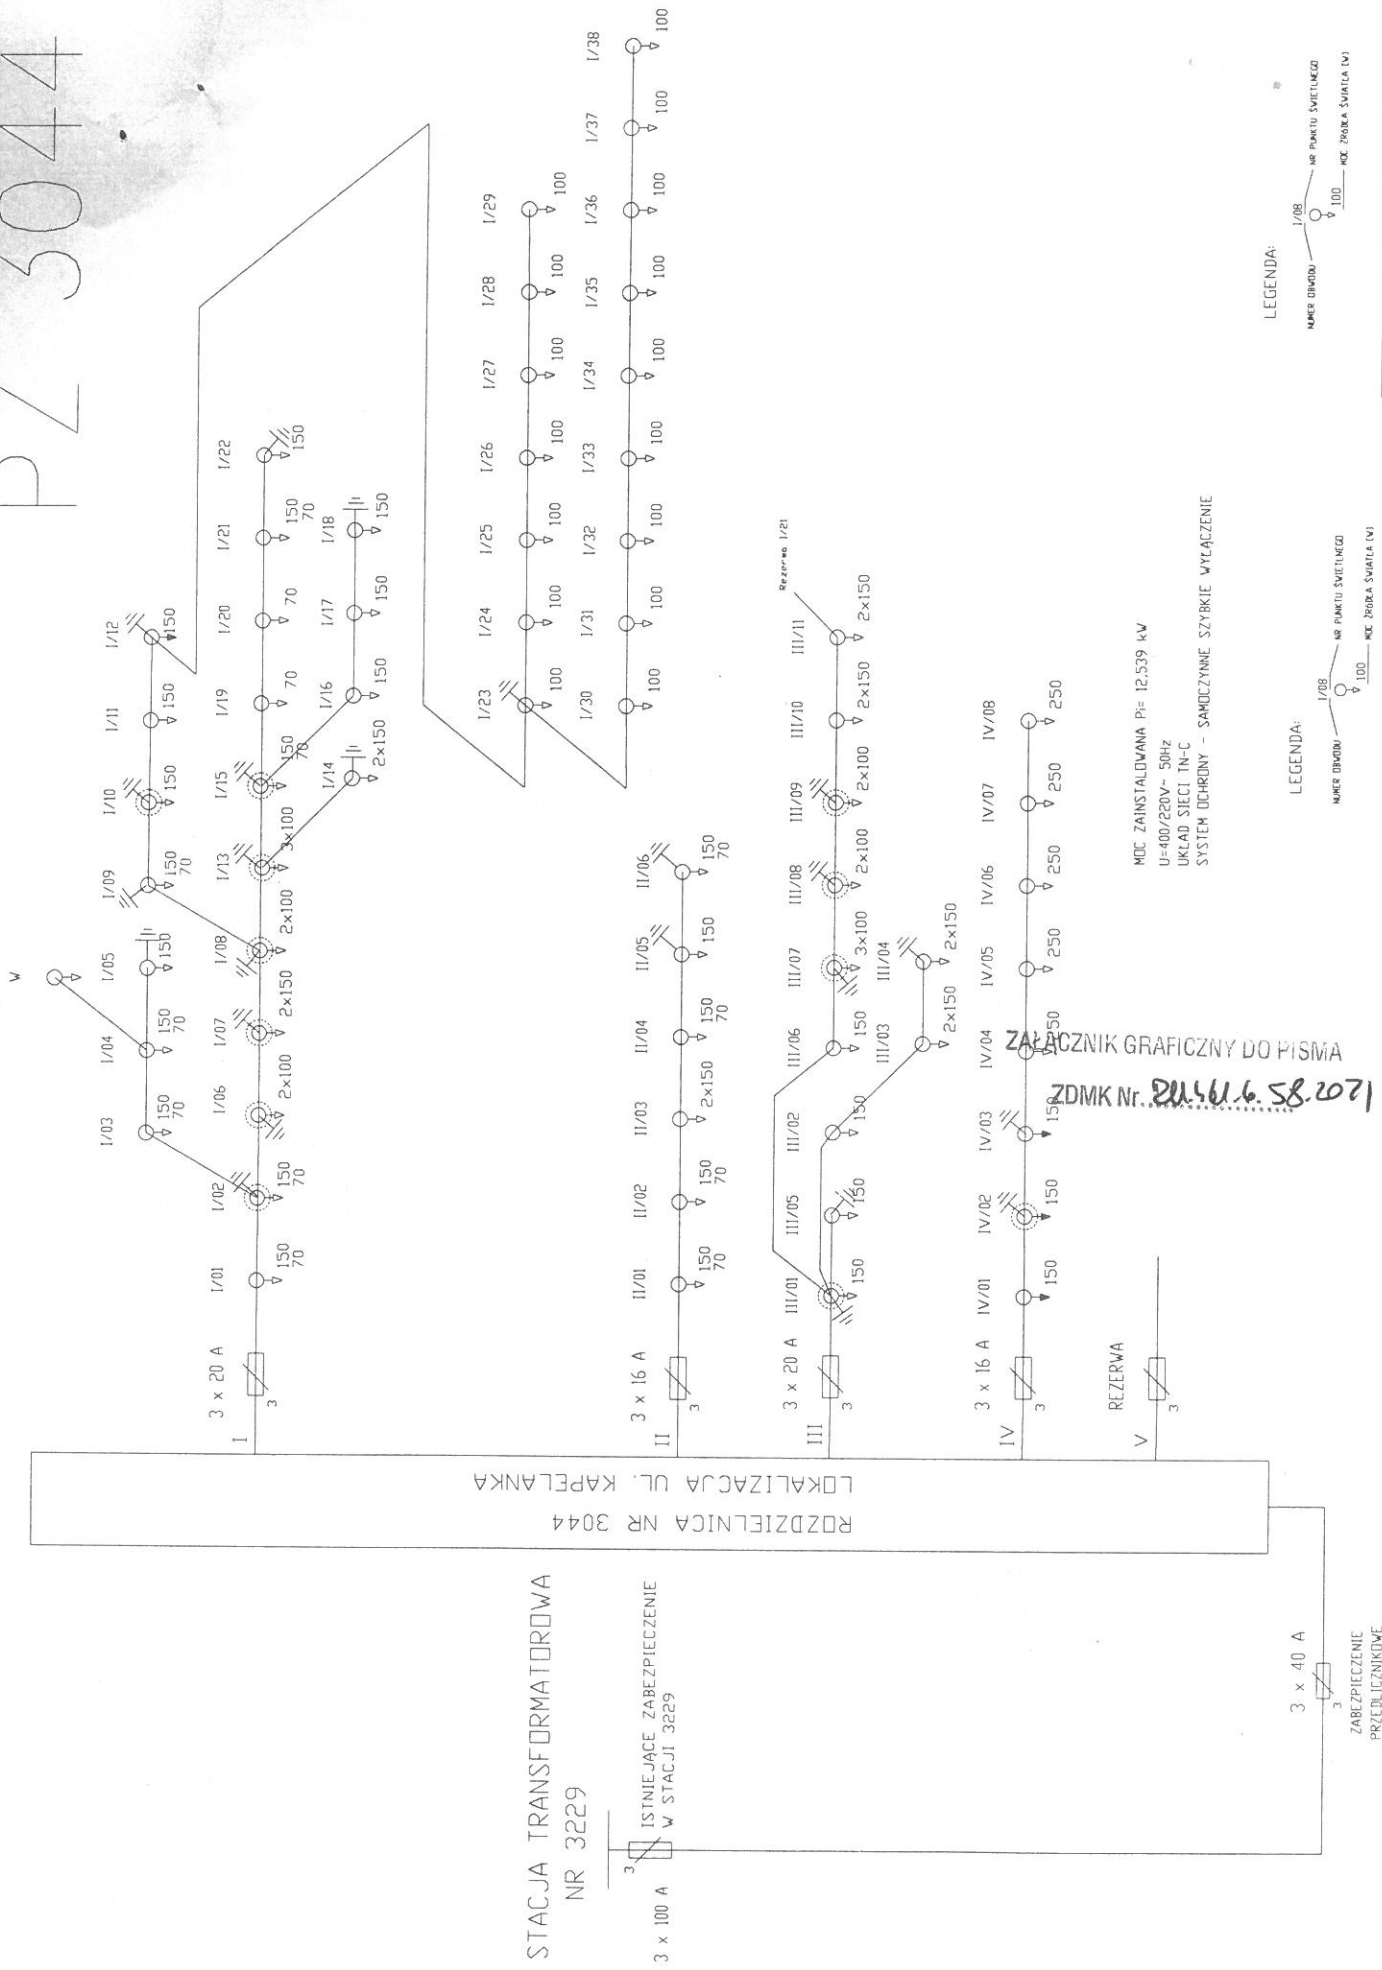 PZ 3044
STACJA TRANSFORMATOROWA
NR 3229
3
3 x 100 A
ISTNIEJĄCE ZABEZPIECZENIE
W STACJI 3229
3 x 40 A
3
ZABEZPIECZENIE
PRZEDLICZNIKOWE
ROZDZIELNICA NR 3044
LOKALIZACJA UL. KAPELANKA
I
3 x 20 A
3
W
I/03
150
70
I/04
150
70
I/05
150
I/09
150
70
I/10
150
I/11
150
I/12
150
I/01
150
70
I/02
150
70
I/06
2x100
I/07
2x150
I/08
2x100
I/13
3x100
I/15
150
70
I/19
70
I/20
70
I/21
150
70
I/22
150
I/14
2x150
I/16
150
I/17
150
I/18
150
I/23
100
I/24
100
I/25
100
I/26
100
I/27
100
I/28
100
I/29
100
I/30
100
I/31
100
I/32
100
I/33
100
I/34
100
I/35
100
I/36
100
I/37
100
I/38
100
II
3 x 16 A
3
II/01
150
70
II/02
150
70
II/03
2x150
II/04
150
70
II/05
150
II/06
150
70
III
3 x 20 A
3
III/01
150
III/05
150
III/02
150
III/06
150
III/07
3x100
III/08
2x100
III/09
2x100
III/10
2x150
III/11
2x150
Rezerwa I/21
III/03
2x150
III/04
2x150
IV
3 x 16 A
3
IV/01
150
IV/02
150
IV/03
150
IV/04
250
IV/05
250
IV/06
250
IV/07
250
IV/08
250
V
REZERWA
3
MOC ZAINSTALOWANA Pi= 12.539 kW
U=400/220V~ 50Hz
UKŁAD SIECI TN-C
SYSTEM OCHRONY - SAMOCZYNNE SZYBKIE WYŁĄCZENIE
ZAŁĄCZNIK GRAFICZNY DO PISMA
ZDMK Nr. 6. 58.2021
LEGENDA:
NUMER OBWODU
I/08
NR PUNKTU ŚWIETLNEGO
100
MOC ŹRÓDŁA ŚWIATŁA [W]
LEGENDA:
NUMER OBWODU
I/08
NR PUNKTU ŚWIETLNEGO
100
MOC ŹRÓDŁA ŚWIATŁA [W]